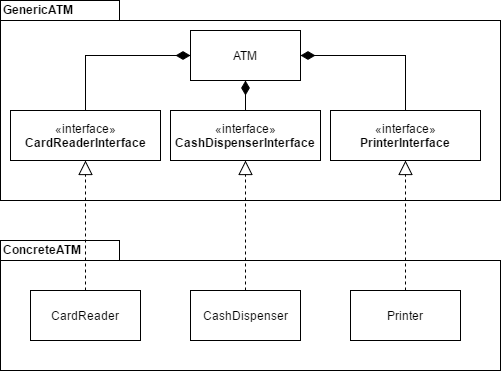 GenericATM
ATM
«interface»
CardReaderInterface
«interface»
CashDispenserInterface
«interface»
PrinterInterface
ConcreteATM
CardReader
CashDispenser
Printer